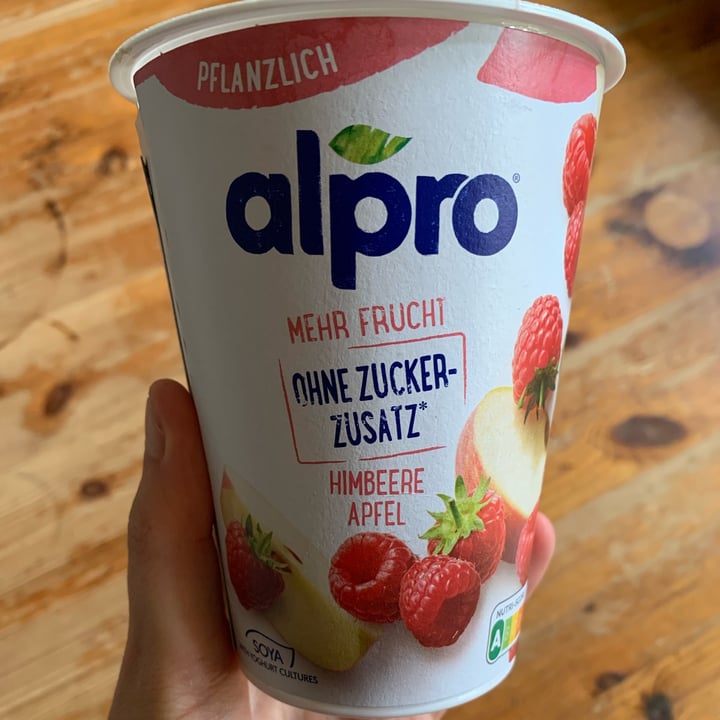 PFLANZLICH
alpro®
MEHR FRUCHT
OHNE ZUCKER-
ZUSATZ*
HIMBEERE
APFEL
SOYA
WITH YOGHURT CULTURES
NUTRI-SCORE
A